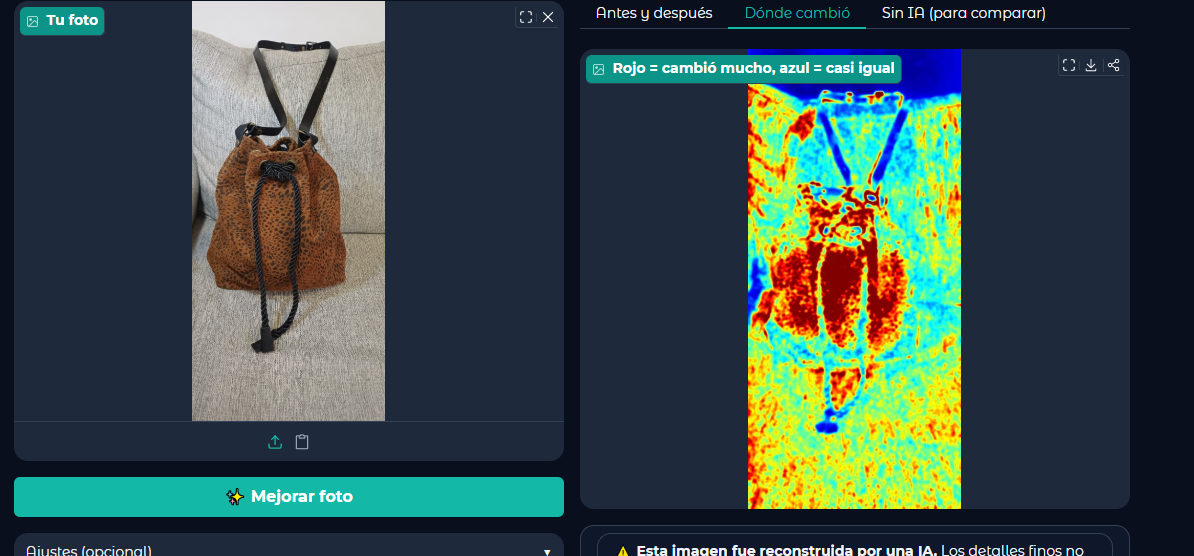 Tu foto
Mejorar foto
Ajustes (opcional)
Antes y después
Dónde cambió
Sin IA (para comparar)
Rojo = cambió mucho, azul = casi igual
Esta imagen fue reconstruida por una IA. Los detalles finos no